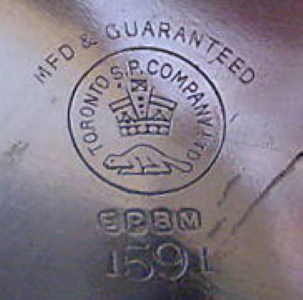 MFD & GUARANTEED
TORONTO S.P. COMPANY LTD
EPBM
1591